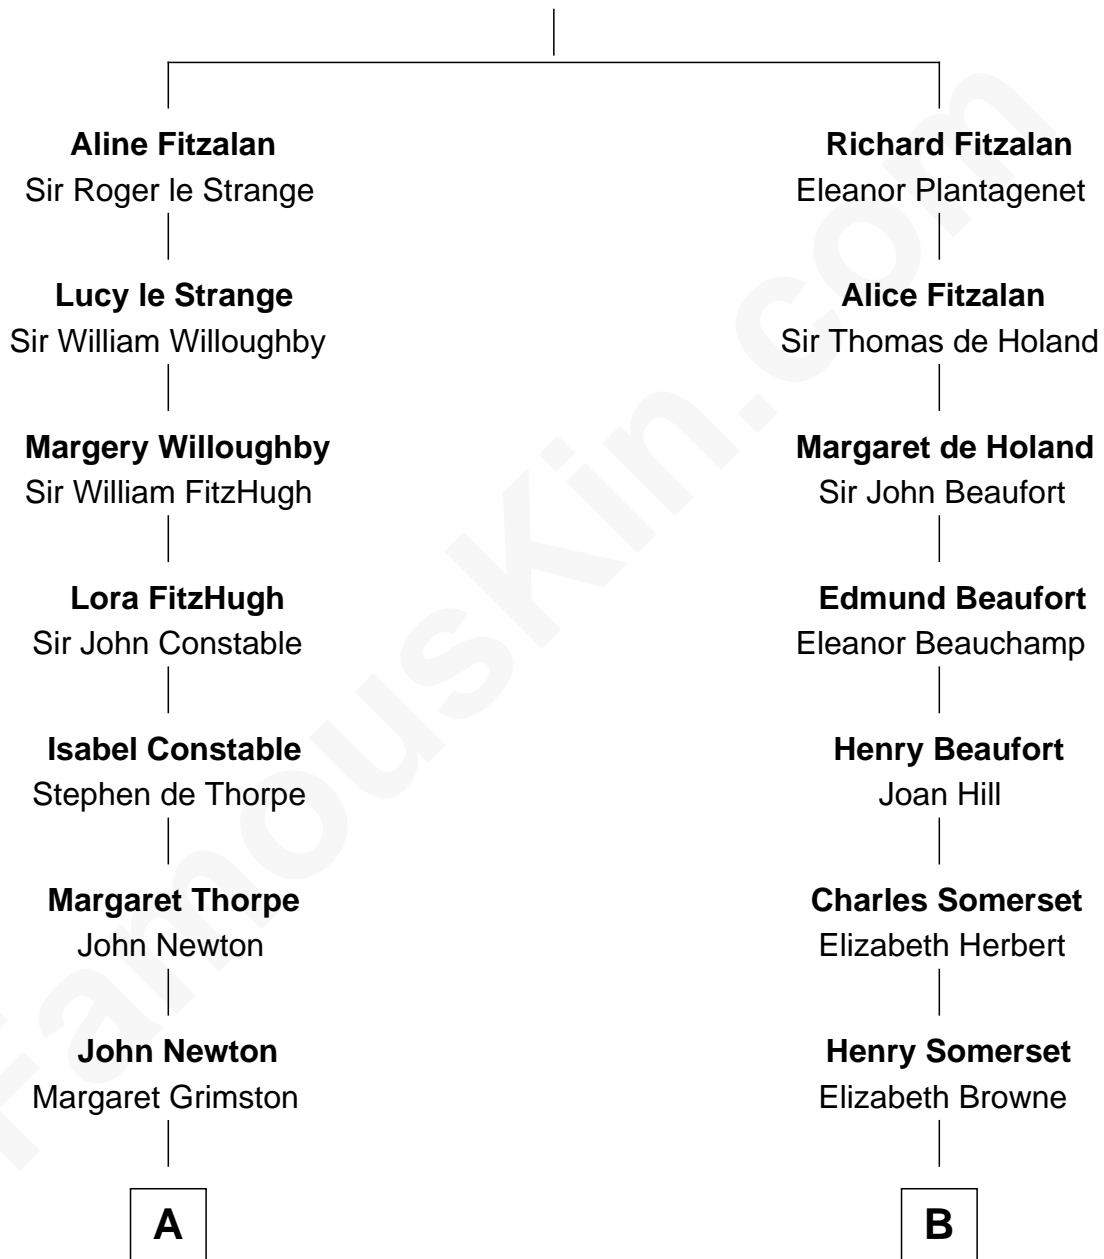 Aline Fitzalan
Sir Roger le Strange
Lucy le Strange
Sir William Willoughby
Margery Willoughby
Sir William FitzHugh
Lora FitzHugh
Sir John Constable
Isabel Constable
Stephen de Thorpe
Margaret Thorpe
John Newton
John Newton
Margaret Grimston
A
Richard Fitzalan
Eleanor Plantagenet
Alice Fitzalan
Sir Thomas de Holand
Margaret de Holand
Sir John Beaufort
Edmund Beaufort
Eleanor Beauchamp
Henry Beaufort
Joan Hill
Charles Somerset
Elizabeth Herbert
Henry Somerset
Elizabeth Browne
B
FamousKin.com